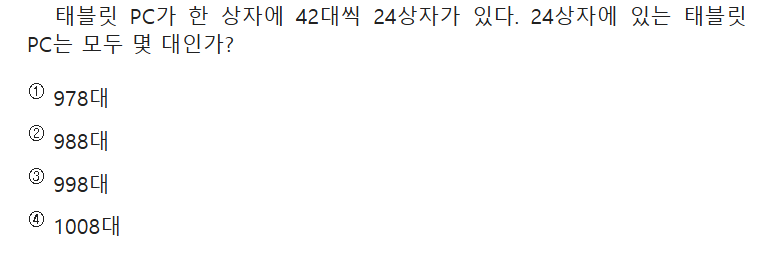 태블릿 PC가 한 상자에 42대씩 24상자가 있다. 24상자에 있는 태블릿
PC는 모두 몇 대인가?
① 978대
② 988대
③ 998대
④ 1008대